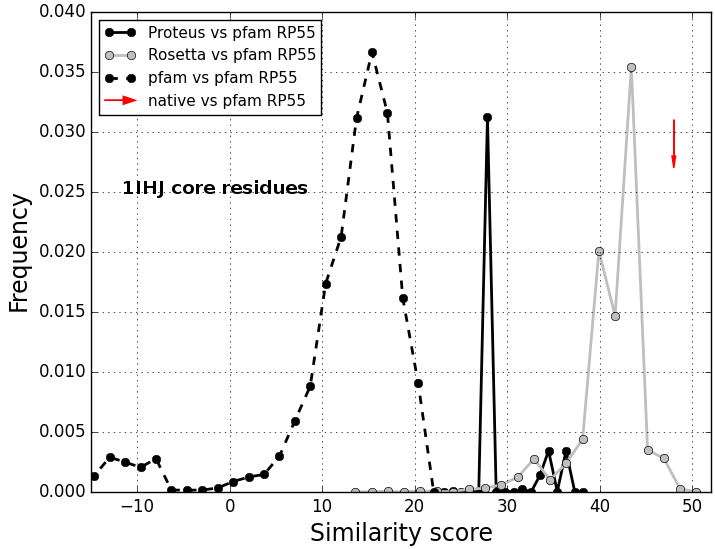 0.040
0.035
0.030
0.025
0.020
0.015
0.010
0.005
0.000
Frequency
Proteus vs pfam RP55
Rosetta vs pfam RP55
pfam vs pfam RP55
native vs pfam RP55
1IHJ core residues
−10 0 10 20 30 40 50
Similarity score